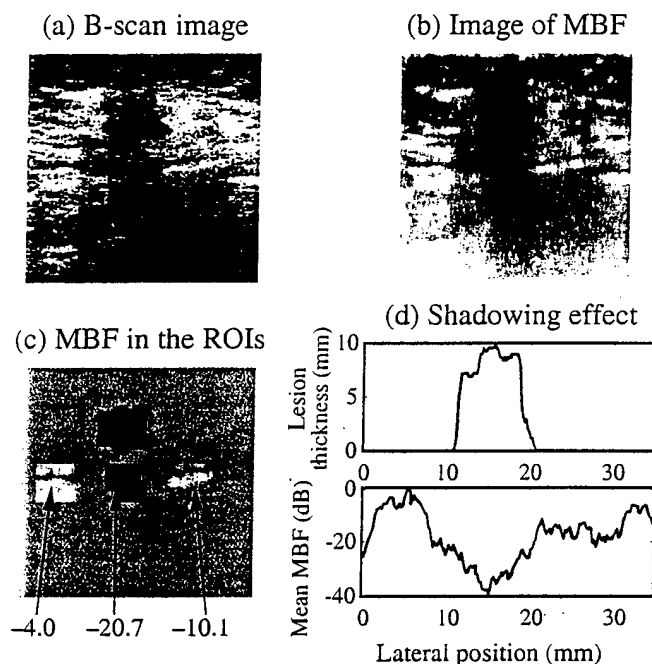 (a) B-scan image
(b) Image of MBF
(c) MBF in the ROIs
-4.0
-20.7
-10.1
(d) Shadowing effect
Lesion
thickness (mm)
10
5
0
0
10
20
30
Mean MBF (dB)
0
-20
-40
0
10
20
30
Lateral position (mm)